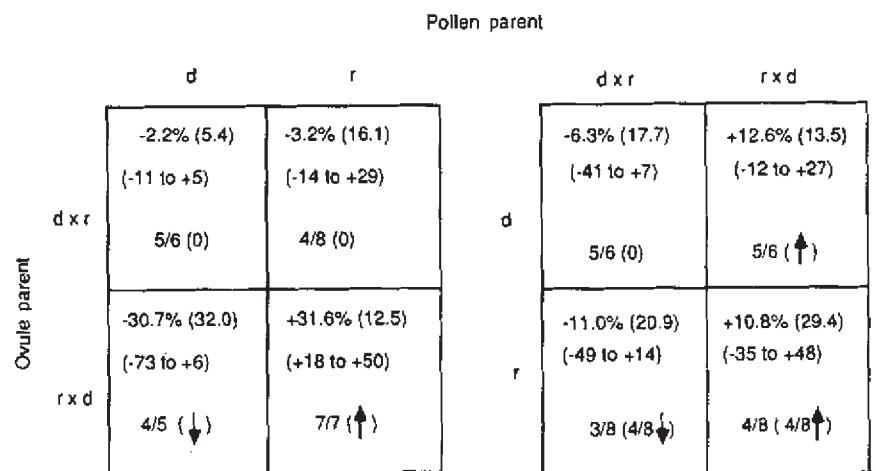 Pollen parent
d r d x r r x d
-2.2% (5.4) -3.2% (16.1) -6.3% (17.7) +12.6% (13.5)
(-11 to +5) (-14 to +29) (-41 to +7) (-12 to +27)
d x r d
5/6 (0) 4/8 (0) 5/6 (0) 5/6 (↑)
Ovule parent
-30.7% (32.0) +31.6% (12.5) -11.0% (20.9) +10.8% (29.4)
(-73 to +6) (+18 to +50) (-49 to +14) (-35 to +48)
r x d r
4/5 (↓) 7/7 (↑) 3/8 (4/8↓) 4/8 ( 4/8↑)